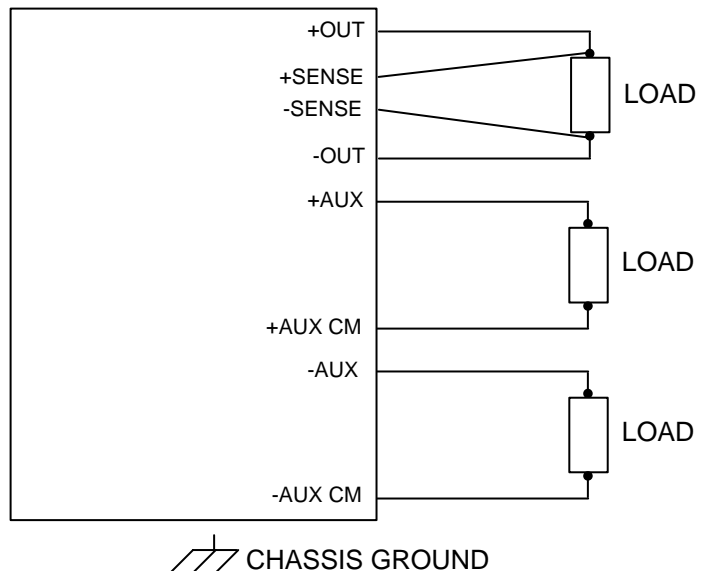 +OUT
+SENSE
LOAD
-SENSE
-OUT
+AUX
LOAD
+AUX CM
-AUX
LOAD
-AUX CM
CHASSIS GROUND